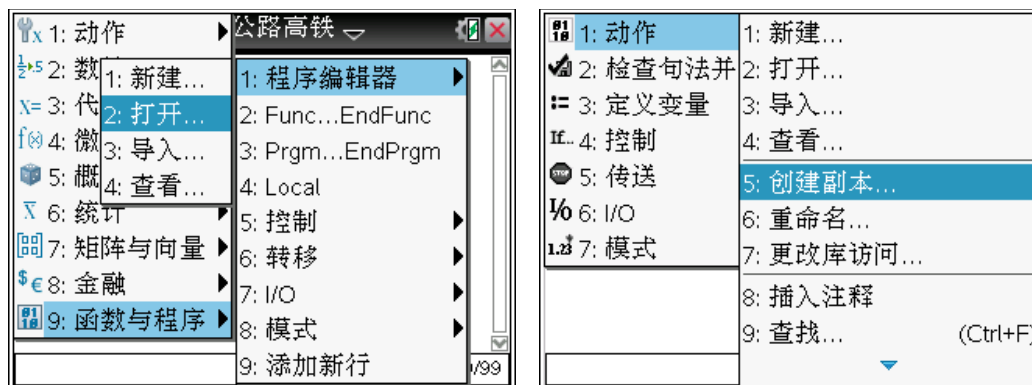 公路高铁
1: 动作
2: 数
3: 代
4: 微
5: 概
6: 统计
7: 矩阵与向量
8: 金融
9: 函数与程序
1: 新建...
2: 打开...
3: 导入...
4: 查看...
1: 程序编辑器
2: Func...EndFunc
3: Prgm...EndPrgm
4: Local
5: 控制
6: 转移
7: I/O
8: 模式
9: 添加新行
/99
1: 动作
2: 检查句法并
3: 定义变量
4: 控制
5: 传送
6: I/O
7: 模式
1: 新建...
2: 打开...
3: 导入...
4: 查看...
5: 创建副本...
6: 重命名...
7: 更改库访问...
8: 插入注释
9: 查找... (Ctrl+F)